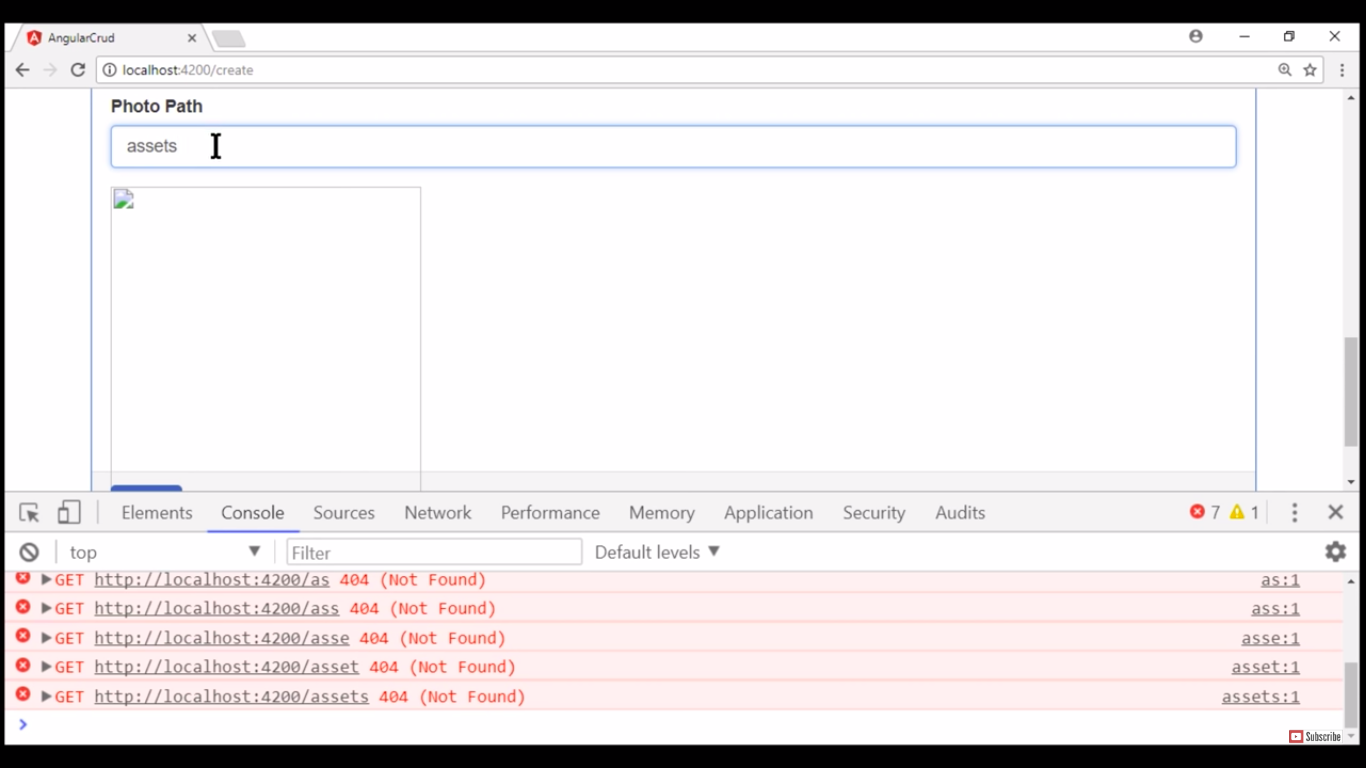 AngularCrud
localhost:4200/create
Photo Path
assets
Elements Console Sources Network Performance Memory Application Security Audits 7 1
top Filter Default levels
GET http://localhost:4200/as 404 (Not Found) as:1
GET http://localhost:4200/ass 404 (Not Found) ass:1
GET http://localhost:4200/asse 404 (Not Found) asse:1
GET http://localhost:4200/asset 404 (Not Found) asset:1
GET http://localhost:4200/assets 404 (Not Found) assets:1
Subscribe